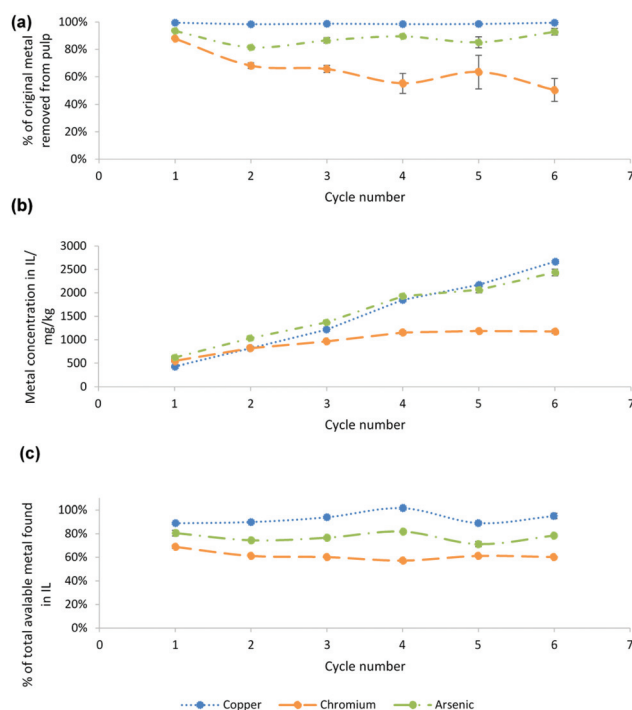 (a)
% of original metal
removed from pulp
100%
80%
60%
40%
20%
0%
0 1 2 3 4 5 6 7
Cycle number
(b)
Metal concentration in IL/
mg/kg
3000
2500
2000
1500
1000
500
0
0 1 2 3 4 5 6 7
Cycle number
(c)
% of total avalable metal found
in IL
100%
80%
60%
40%
20%
0%
0 1 2 3 4 5 6 7
Cycle number
Copper Chromium Arsenic